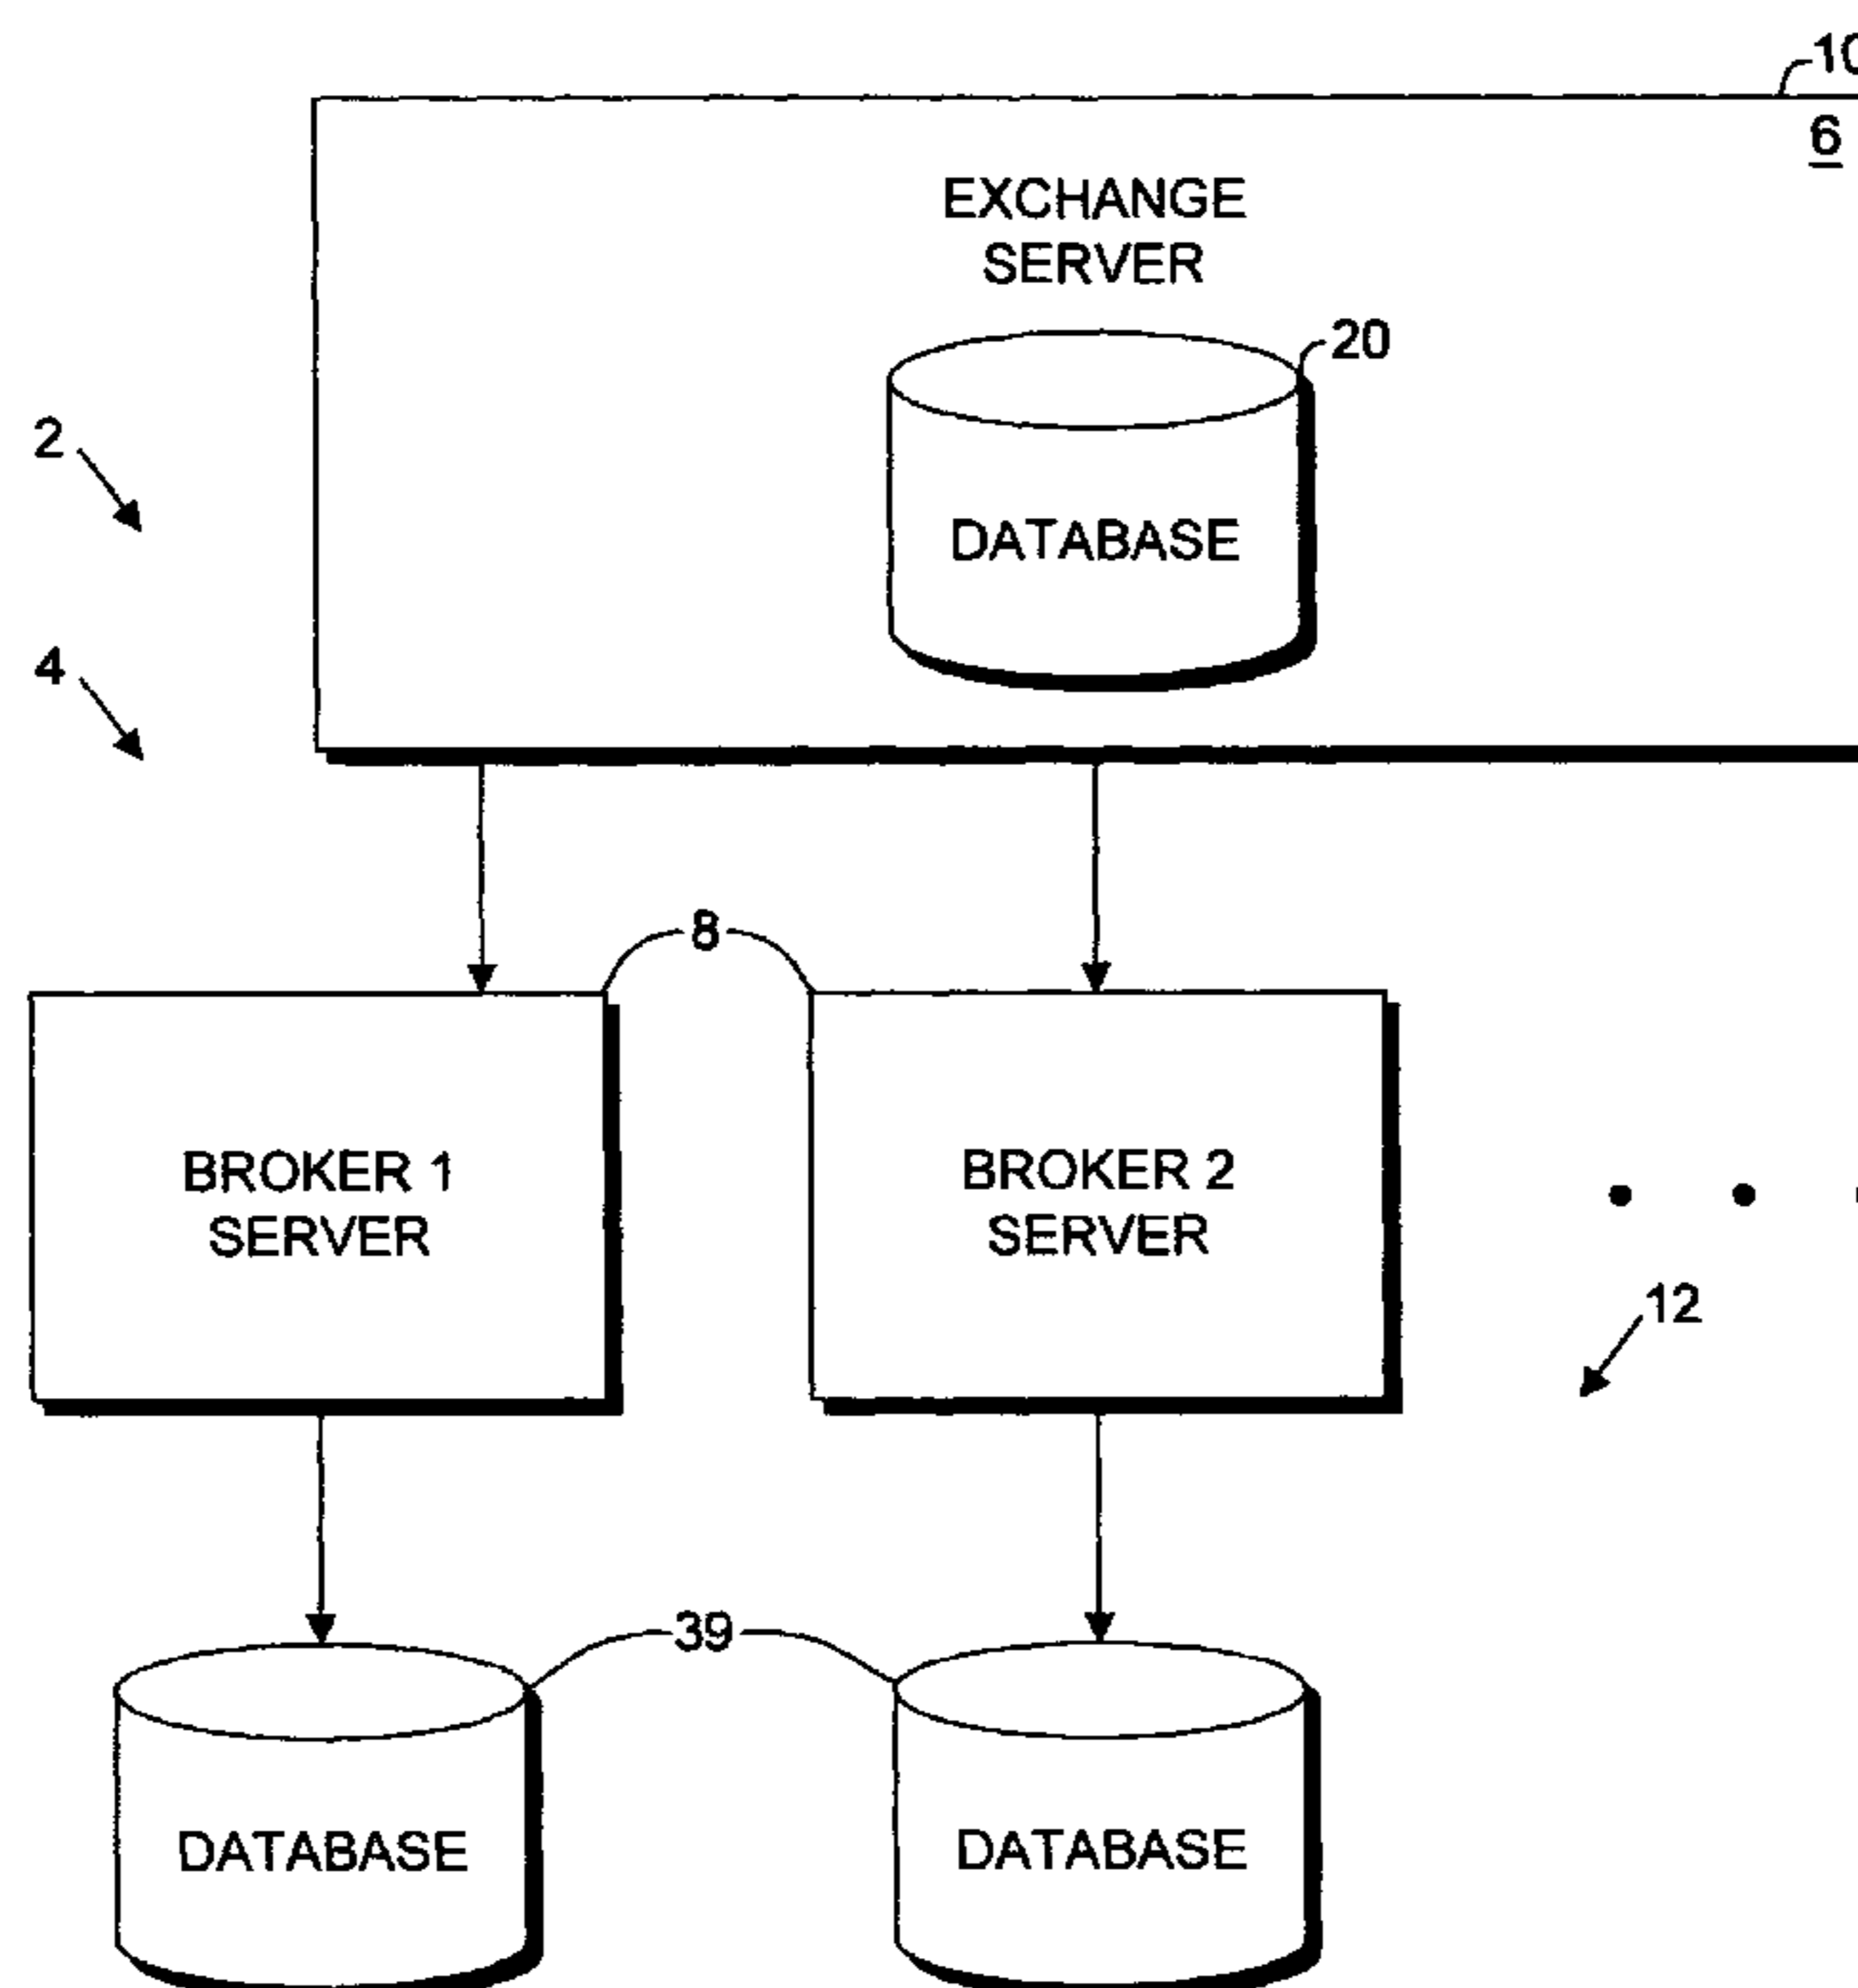 10
6
EXCHANGE
SERVER
20
2
DATABASE
4
8
BROKER 1
SERVER
BROKER 2
SERVER
12
39
DATABASE
DATABASE